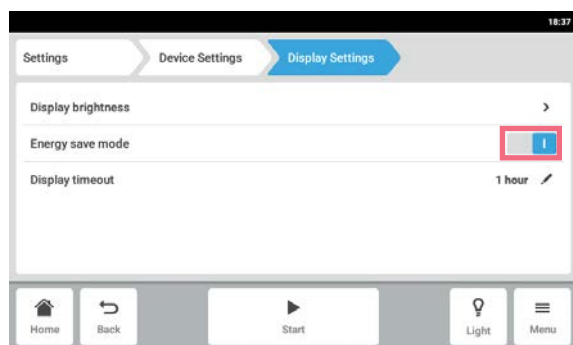 18:37
Settings Device Settings Display Settings
Display brightness
Energy save mode
Display timeout 1 hour
Start
Home Back Light Menu